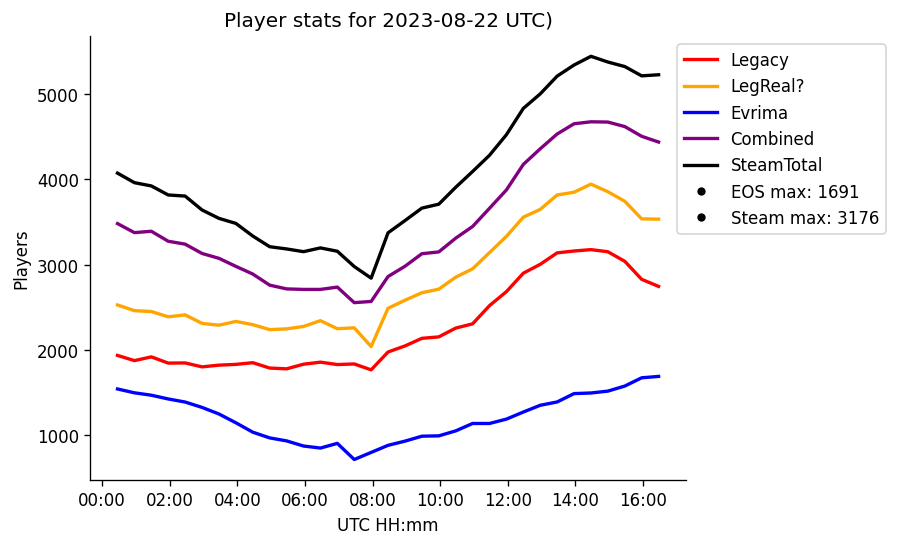 Player stats for 2023-08-22 UTC)
Legacy
LegReal?
Evrima
Combined
SteamTotal
EOS max: 1691
Steam max: 3176
Players
5000
4000
3000
2000
1000
00:00 02:00 04:00 06:00 08:00 10:00 12:00 14:00 16:00
UTC HH:mm